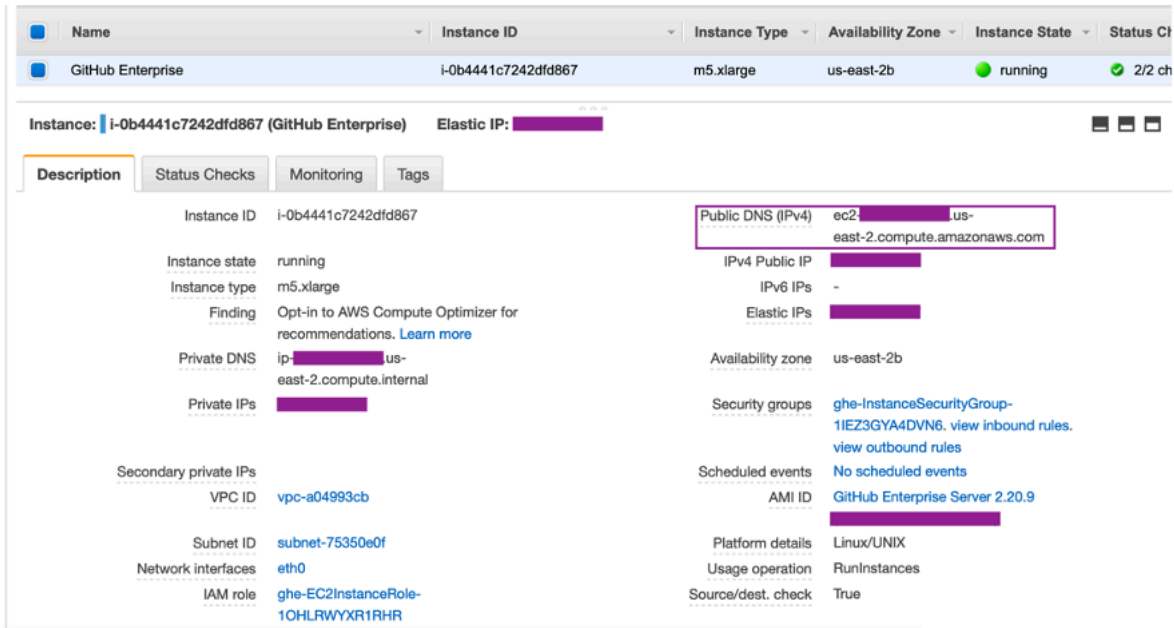 Name Instance ID Instance Type Availability Zone Instance State Status Ch
GitHub Enterprise i-0b4441c7242dfd867 m5.xlarge us-east-2b running 2/2 ch
Instance: i-0b4441c7242dfd867 (GitHub Enterprise) Elastic IP:
Description Status Checks Monitoring Tags
Instance ID i-0b4441c7242dfd867
Instance state running
Instance type m5.xlarge
Finding Opt-in to AWS Compute Optimizer for
recommendations. Learn more
Private DNS ip- .us-
east-2.compute.internal
Private IPs
Secondary private IPs
VPC ID vpc-a04993cb
Subnet ID subnet-75350e0f
Network interfaces eth0
IAM role ghe-EC2InstanceRole-
1OHLRWYXR1RHR
Public DNS (IPv4) ec2- .us-
east-2.compute.amazonaws.com
IPv4 Public IP
IPv6 IPs -
Elastic IPs
Availability zone us-east-2b
Security groups ghe-InstanceSecurityGroup-
1IEZ3GYA4DVN6. view inbound rules.
view outbound rules
Scheduled events No scheduled events
AMI ID GitHub Enterprise Server 2.20.9
Platform details Linux/UNIX
Usage operation RunInstances
Source/dest. check True